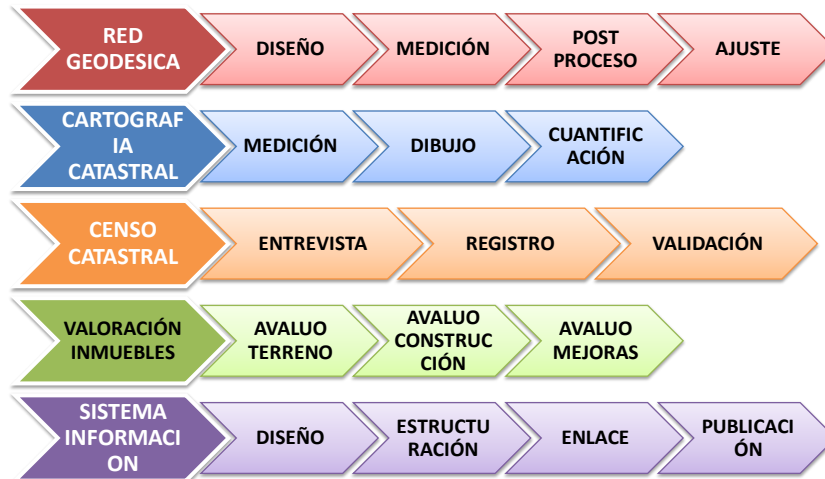 RED
GEODESICA
DISEÑO
MEDICIÓN
POST
PROCESO
AJUSTE
CARTOGRAF
IA
CATASTRAL
MEDICIÓN
DIBUJO
CUANTIFIC
ACIÓN
CENSO
CATASTRAL
ENTREVISTA
REGISTRO
VALIDACIÓN
VALORACIÓN
INMUEBLES
AVALUO
TERRENO
AVALUO
CONSTRUC
CIÓN
AVALUO
MEJORAS
SISTEMA
INFORMACI
ON
DISEÑO
ESTRUCTU
RACIÓN
ENLACE
PUBLICACI
ÓN